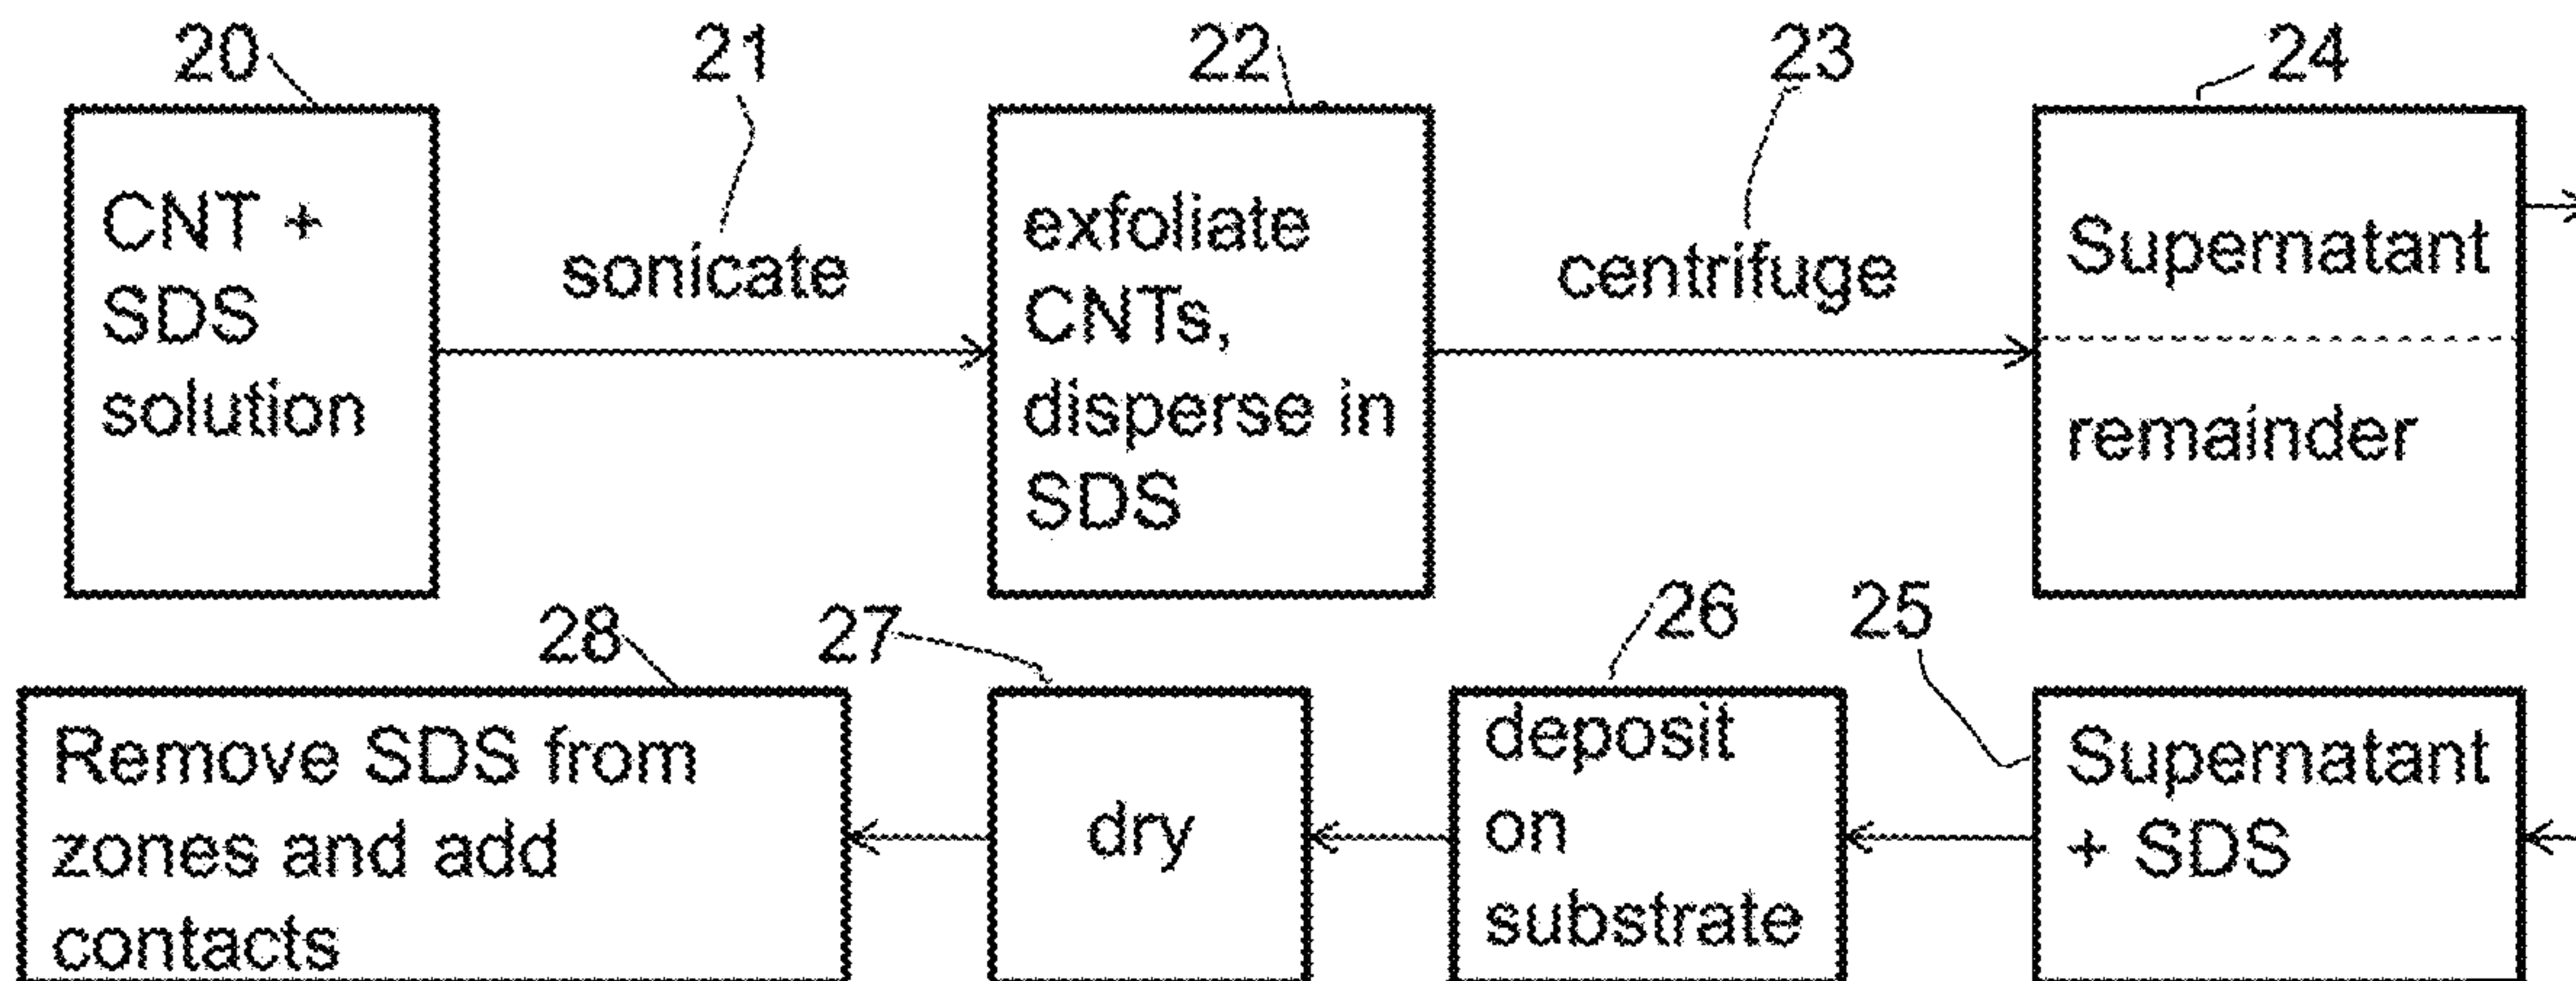 20
21
22
23
24
CNT +
SDS
solution
sonicate
exfoliate
CNTs,
disperse in
SDS
centrifuge
Supernatant
remainder
28
27
26
25
Remove SDS from
zones and add
contacts
dry
deposit
on
substrate
Supernatant
+ SDS